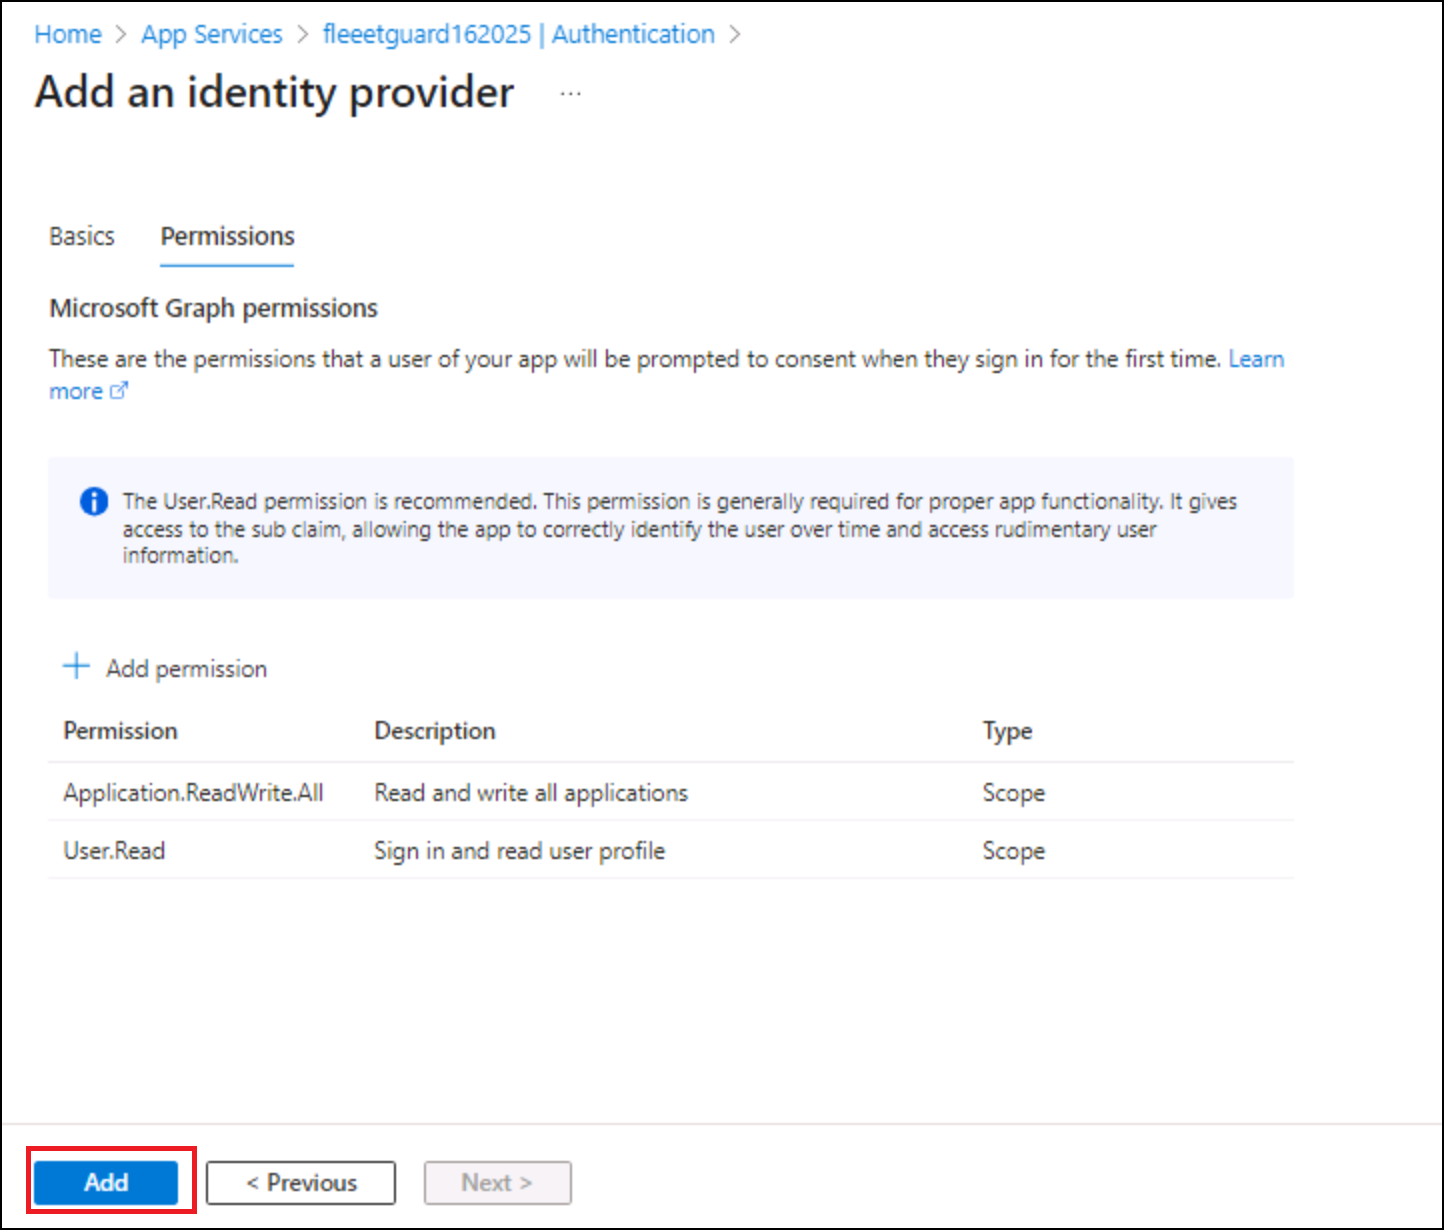 Home > App Services > fleeetguard162025 | Authentication >
Add an identity provider ...
Basics Permissions
Microsoft Graph permissions
These are the permissions that a user of your app will be prompted to consent when they sign in for the first time. Learn
more
The User.Read permission is recommended. This permission is generally required for proper app functionality. It gives
access to the sub claim, allowing the app to correctly identify the user over time and access rudimentary user
information.
+ Add permission
Permission Description Type
Application.ReadWrite.All Read and write all applications Scope
User.Read Sign in and read user profile Scope
Add < Previous Next >